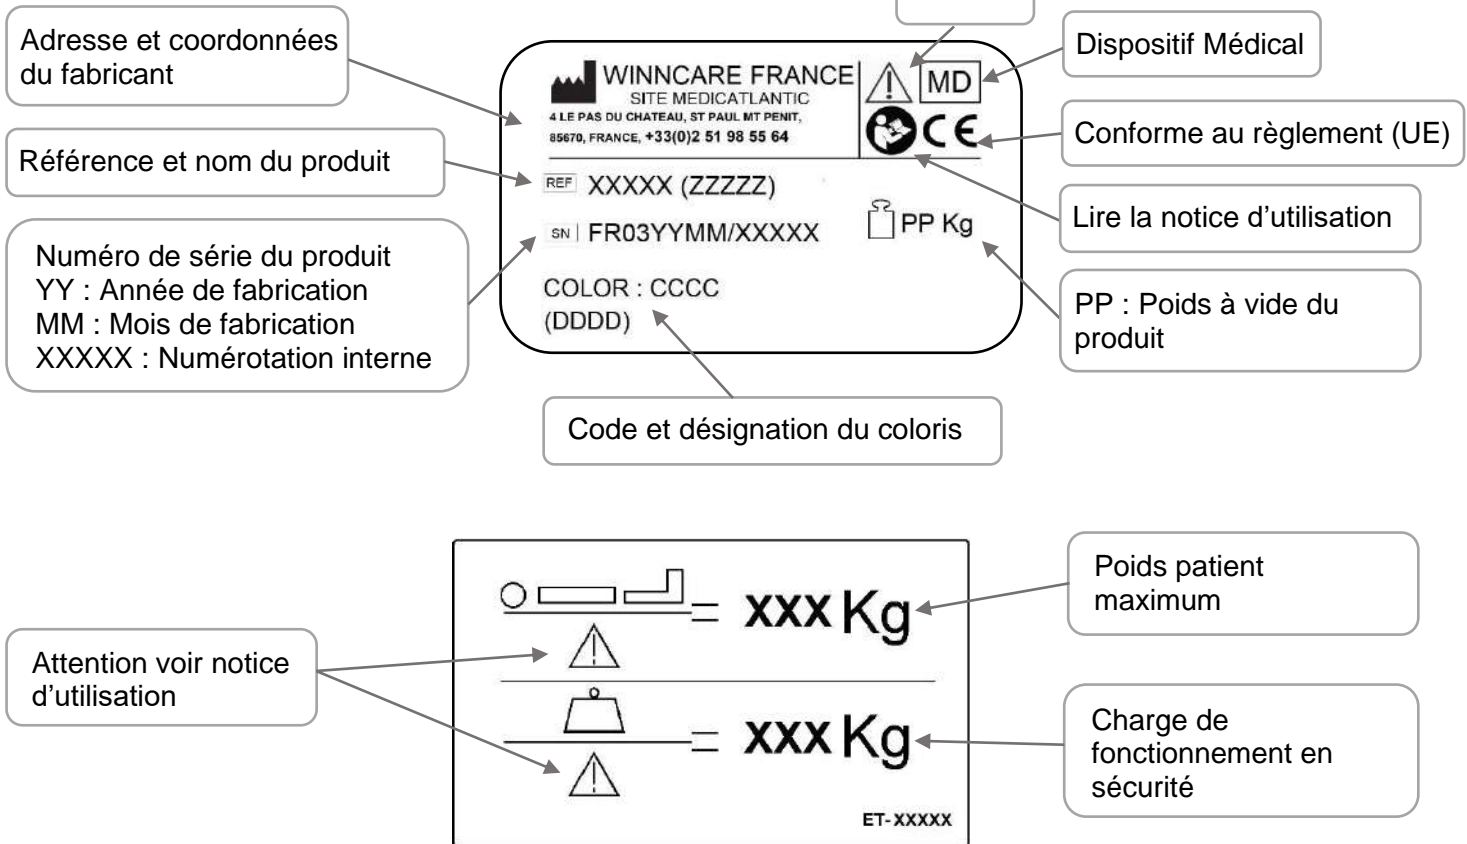 Adresse et coordonnées
du fabricant
Référence et nom du produit
Numéro de série du produit
YY : Année de fabrication
MM : Mois de fabrication
XXXXX : Numérotation interne
WINNCARE FRANCE
SITE MEDICATLANTIC
4 LE PAS DU CHATEAU, ST PAUL MT PENIT,
85670, FRANCE, +33(0)2 51 98 55 64
MD
CE
REF XXXXX (ZZZZZ)
SN FR03YYMM/XXXXX
PP Kg
COLOR : CCCC
(DDDD)
Dispositif Médical
Conforme au règlement (UE)
Lire la notice d’utilisation
PP : Poids à vide du
produit
Code et désignation du coloris
Attention voir notice
d’utilisation
= XXX Kg
= XXX Kg
ET- XXXXX
Poids patient
maximum
Charge de
fonctionnement en
sécurité